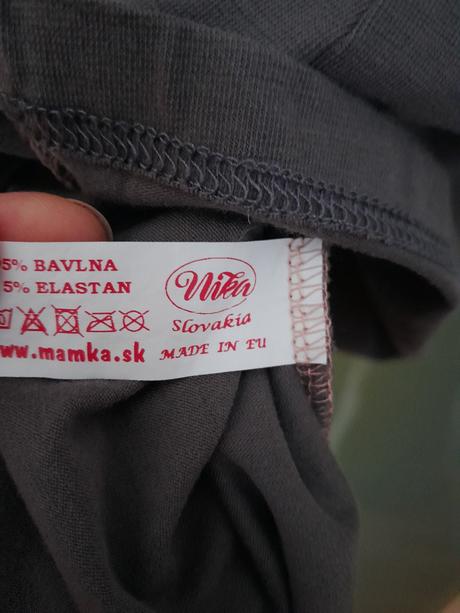 5% BAVLNA
5% ELASTAN
ww.mamka.sk
Nika
Slovakia
MADE IN EU